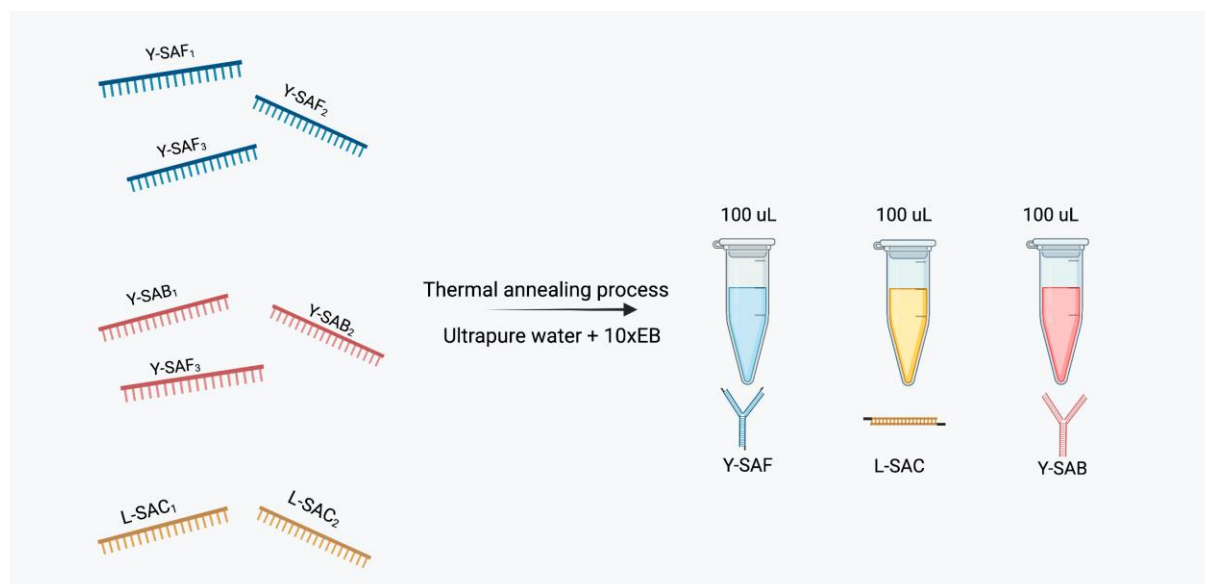 Y-SAF₁
Y-SAF₂
Y-SAF₃
Y-SAB₁
Y-SAB₂
Y-SAF₃
L-SAC₁
L-SAC₂
Thermal annealing process
Ultrapure water + 10xEB
100 uL
100 uL
100 uL
Y-SAF
L-SAC
Y-SAB